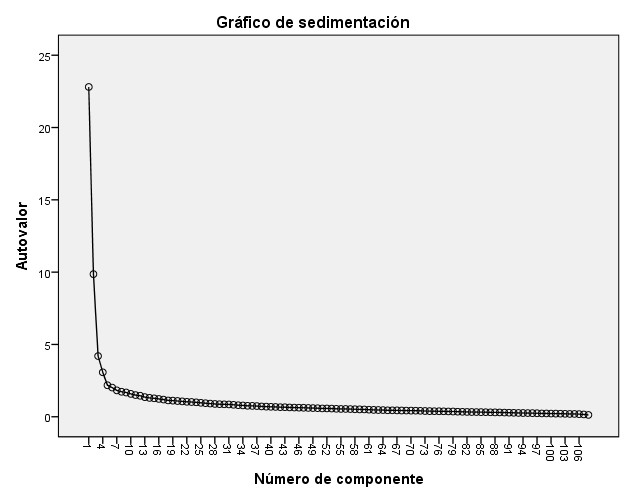 Gráfico de sedimentación
Autovalor
25
20
15
10
5
0
1 4 7 10 13 16 19 22 25 28 31 34 37 40 43 46 49 52 55 58 61 64 67 70 73 76 79 82 85 88 91 94 97 100 103 106
Número de componente